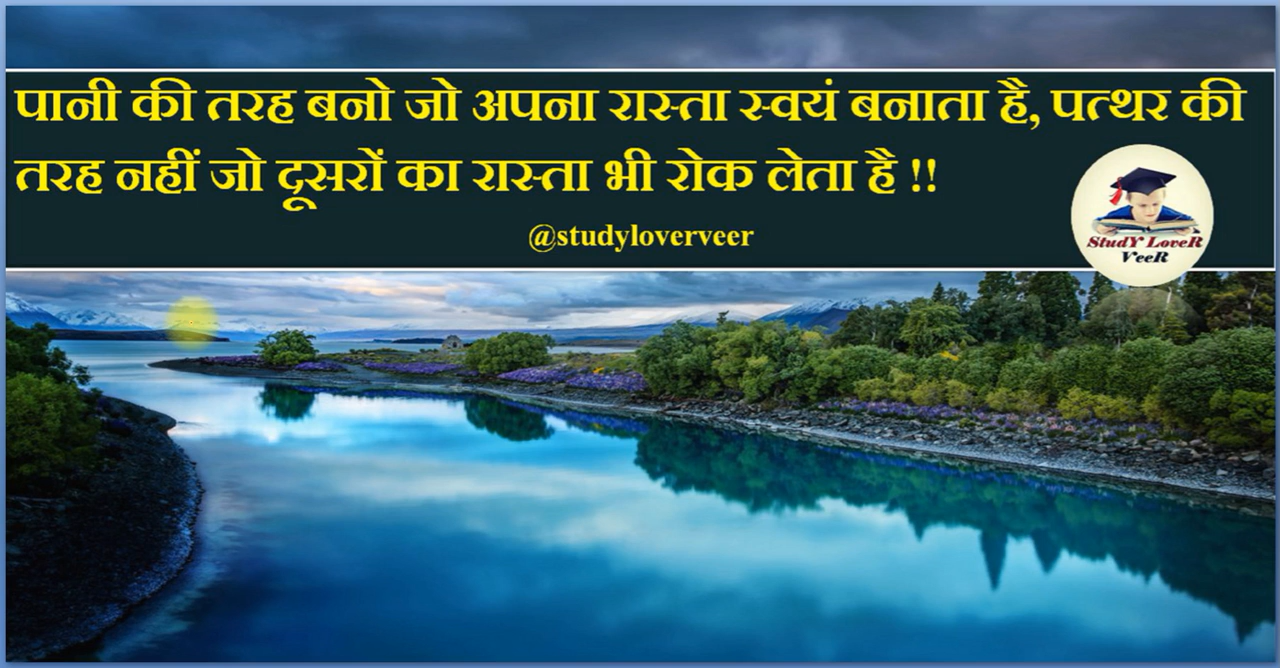 पानी की तरह बनो जो अपना रास्ता स्वयं बनाता है, पत्थर की
तरह नहीं जो दूसरों का रास्ता भी रोक लेता है !!
@studyloverveer
StudY LoveR
VeeR